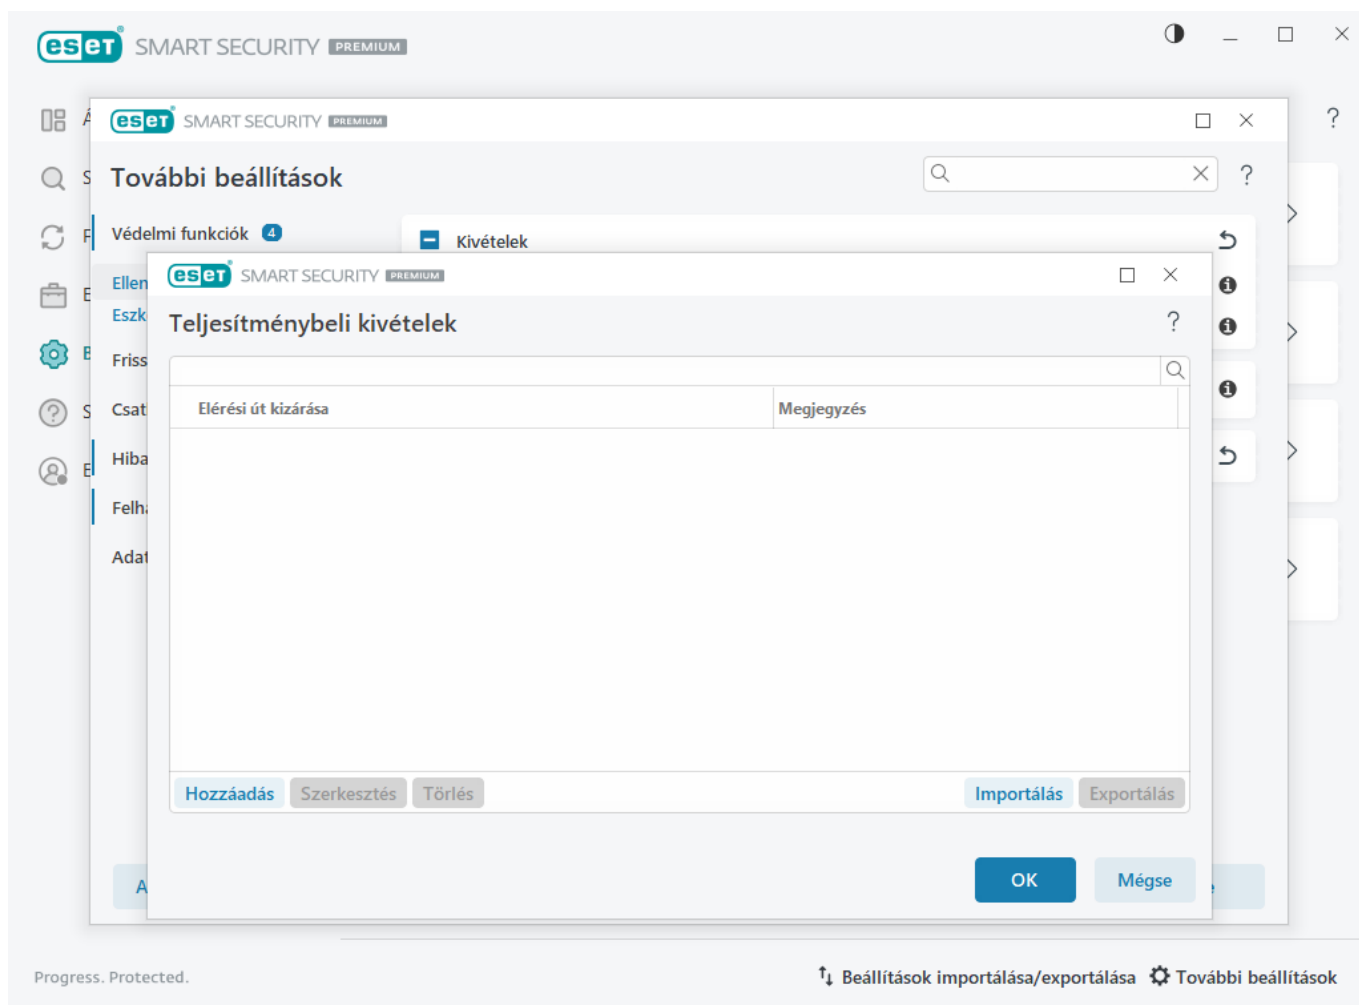 eset SMART SECURITY PREMIUM
eset SMART SECURITY PREMIUM
További beállítások
Védelmi funkciók 4
Kivételek
eset SMART SECURITY PREMIUM
Teljesítménybeli kivételek
Elérési út kizárása Megjegyzés
Hozzáadás Szerkesztés Törlés Importálás Exportálás
OK Mégse
Progress. Protected. Beállítások importálása/exportálása További beállítások